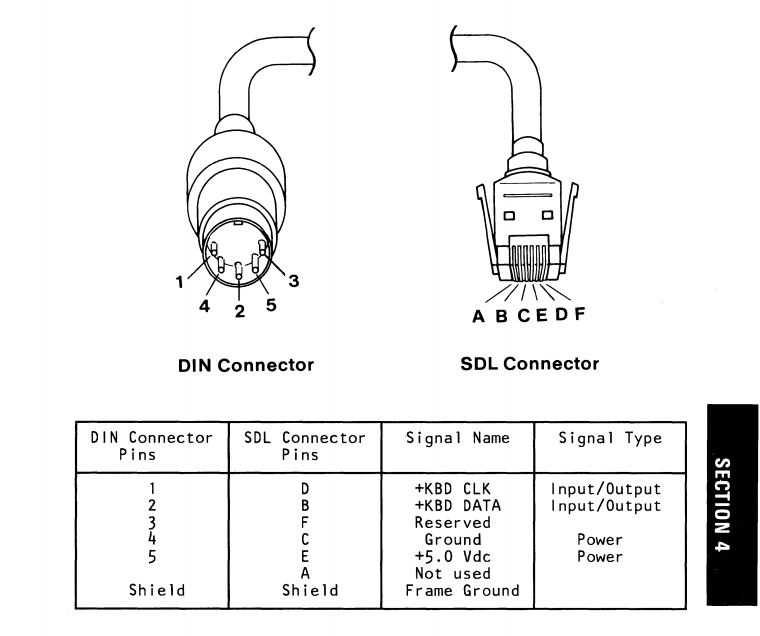 1
4
2
5
3
A B C E D F
DIN Connector
SDL Connector
DIN Connector Pins SDL Connector Pins Signal Name Signal Type
1 D +KBD CLK Input/Output
2 B +KBD DATA Input/Output
3 F Reserved
4 C Ground Power
5 E +5.0 Vdc Power
A Not used
Shield Shield Frame Ground
SECTION 4